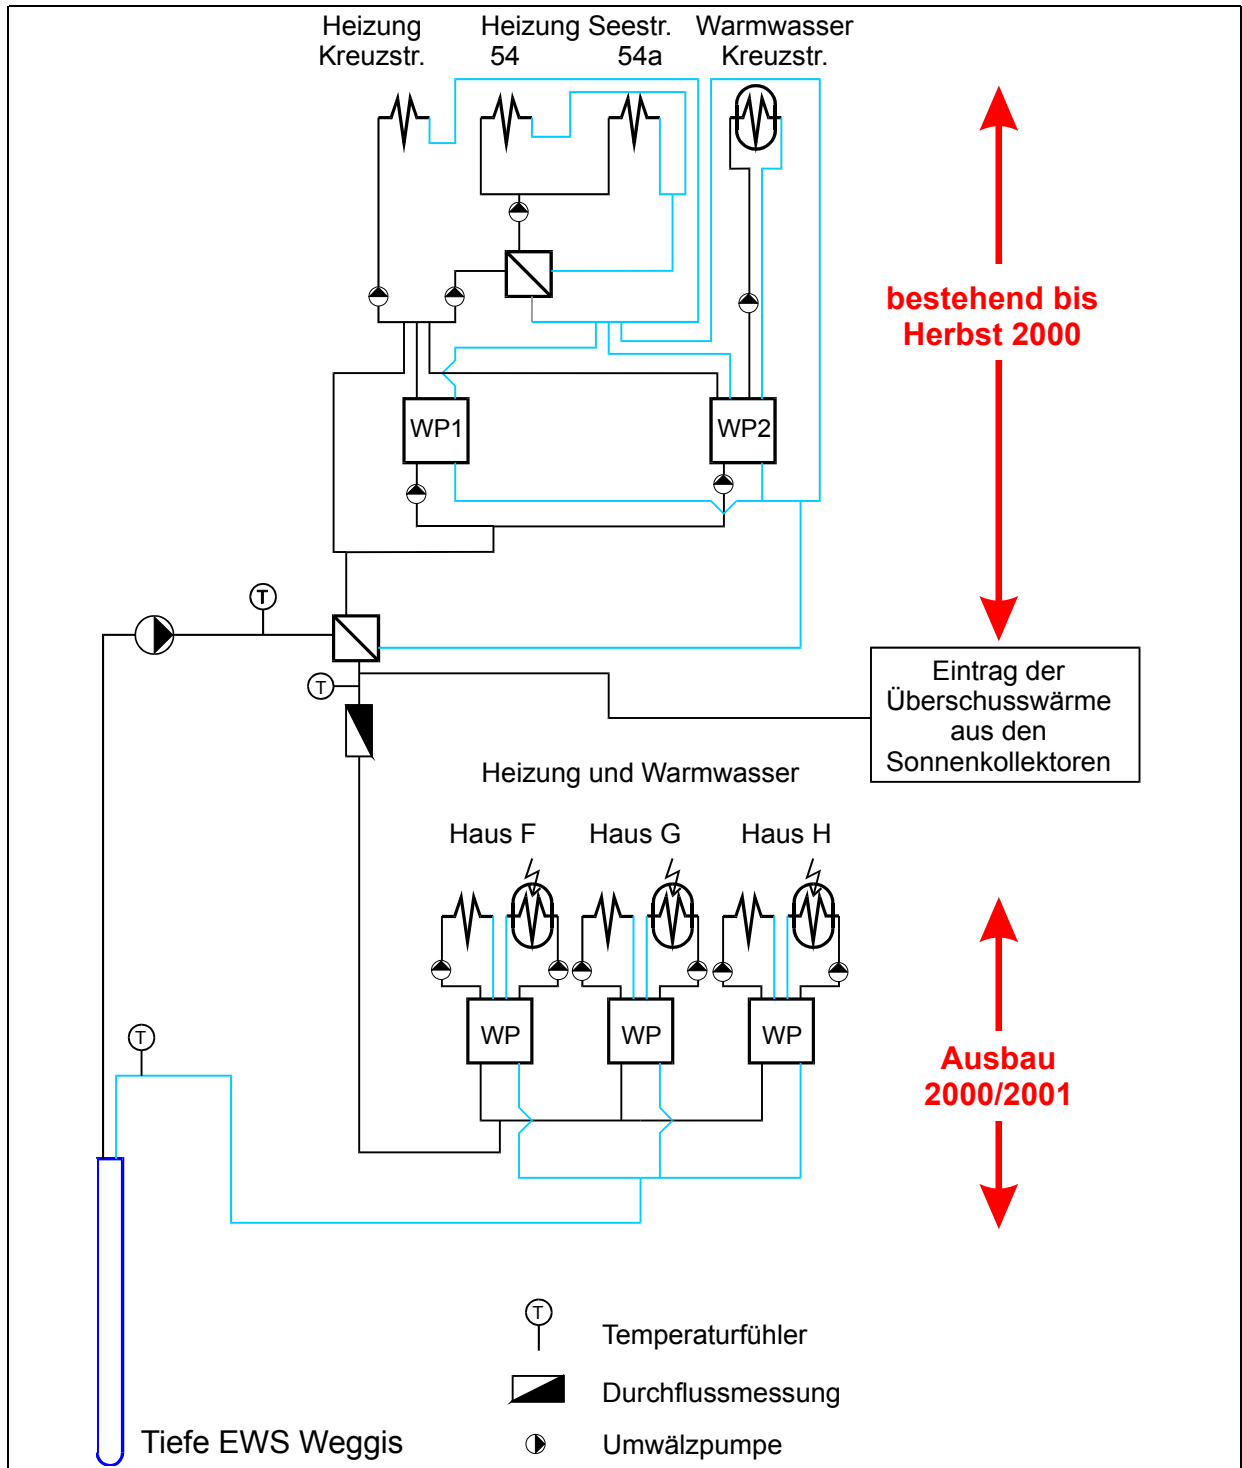 Heizung
Kreuzstr.
Heizung Seestr.
54 54a
Warmwasser
Kreuzstr.
bestehend bis
Herbst 2000
WP1
WP2
T
T
Eintrag der
Überschusswärme
aus den
Sonnenkollektoren
Heizung und Warmwasser
Haus F
Haus G
Haus H
WP
WP
WP
T
Ausbau
2000/2001
T
Temperaturfühler
Durchflussmessung
Umwälzpumpe
Tiefe EWS Weggis